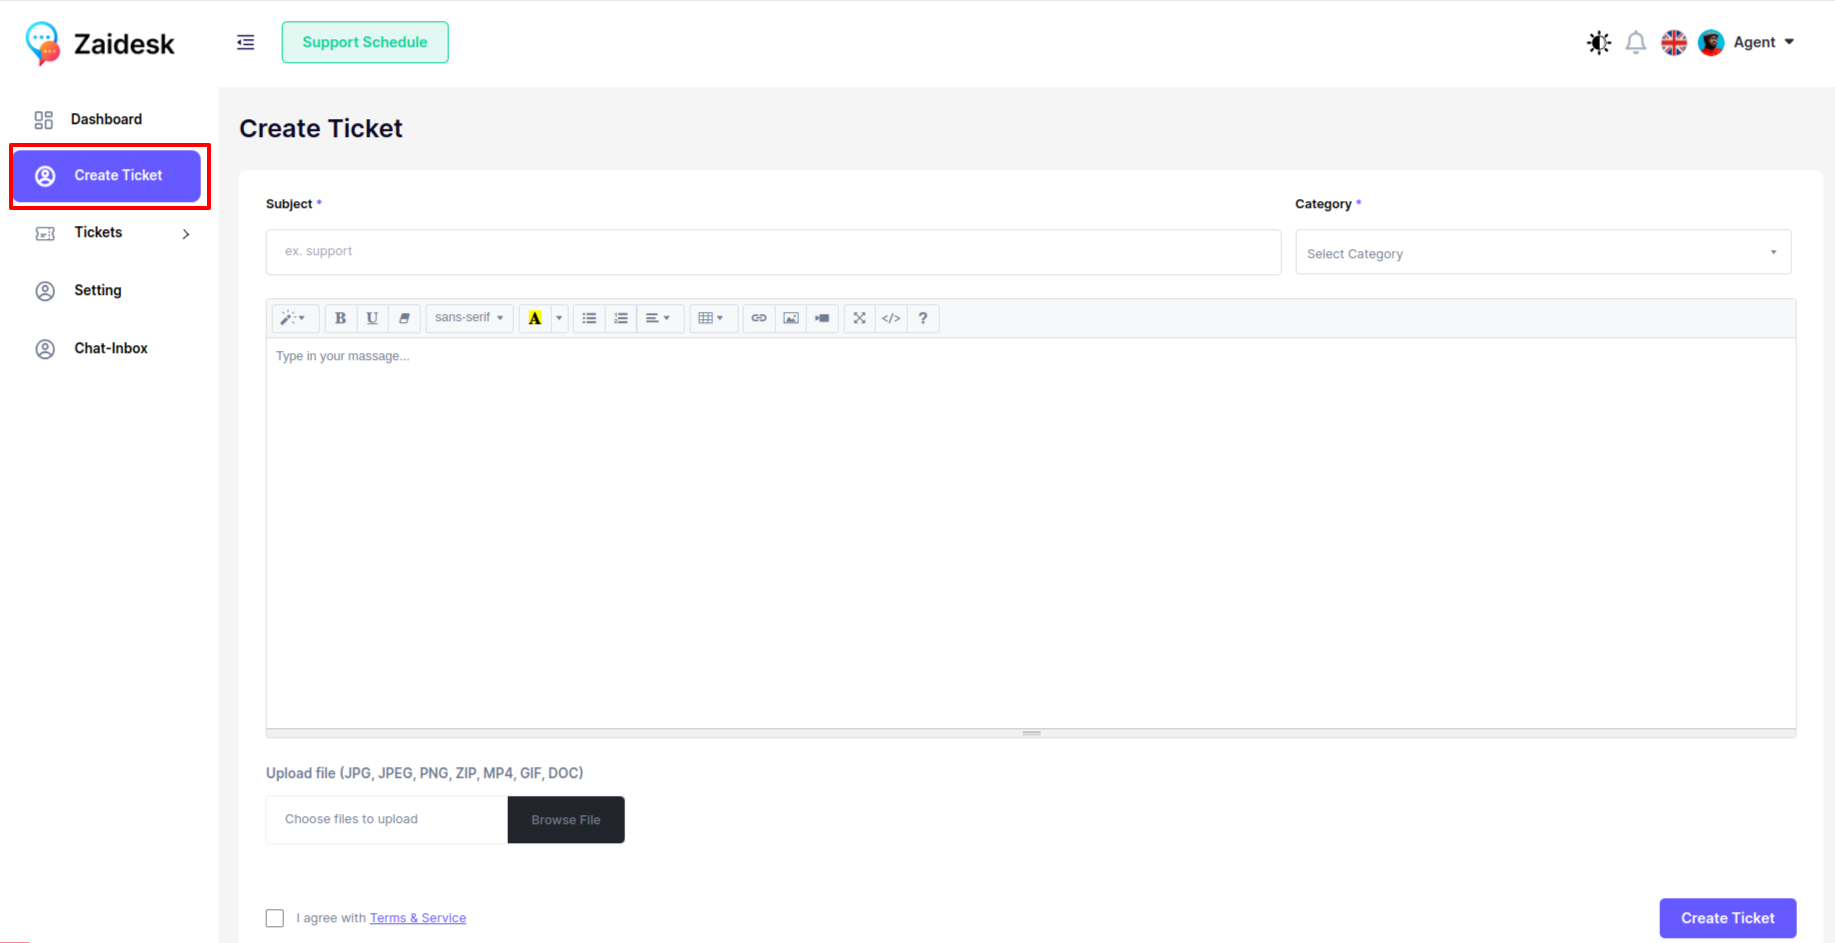 Zaidesk
Support Schedule
Agent
Dashboard
Create Ticket
Tickets
Setting
Chat-Inbox
Create Ticket
Subject *
Category *
ex. support
Select Category
B U sans-serif A </> ?
Type in your massage...
Upload file (JPG, JPEG, PNG, ZIP, MP4, GIF, DOC)
Choose files to upload
Browse File
I agree with Terms & Service
Create Ticket